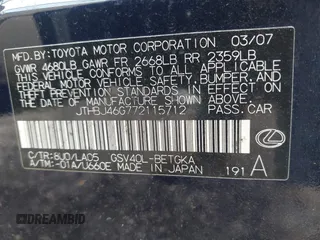 MFD. BY: TOYOTA MOTOR CORPORATION 03/07
GVWR 4680LB GAWR FR 2668LB RR 2359LB
THIS VEHICLE CONFORMS TO ALL APPLICABLE
FEDERAL MOTOR VEHICLE SAFETY, BUMPER, AND
THEFT PREVENTION STANDARDS IN EFFECT ON
THE DATE OF MANUFACTURE SHOWN ABOVE.
JTHBJ46G772115712 PASS. CAR
C/TR: 8U0/LA05 GSV40L-BETGKA
A/TM: -01A/U660E MADE IN JAPAN 191 A
LEXUS